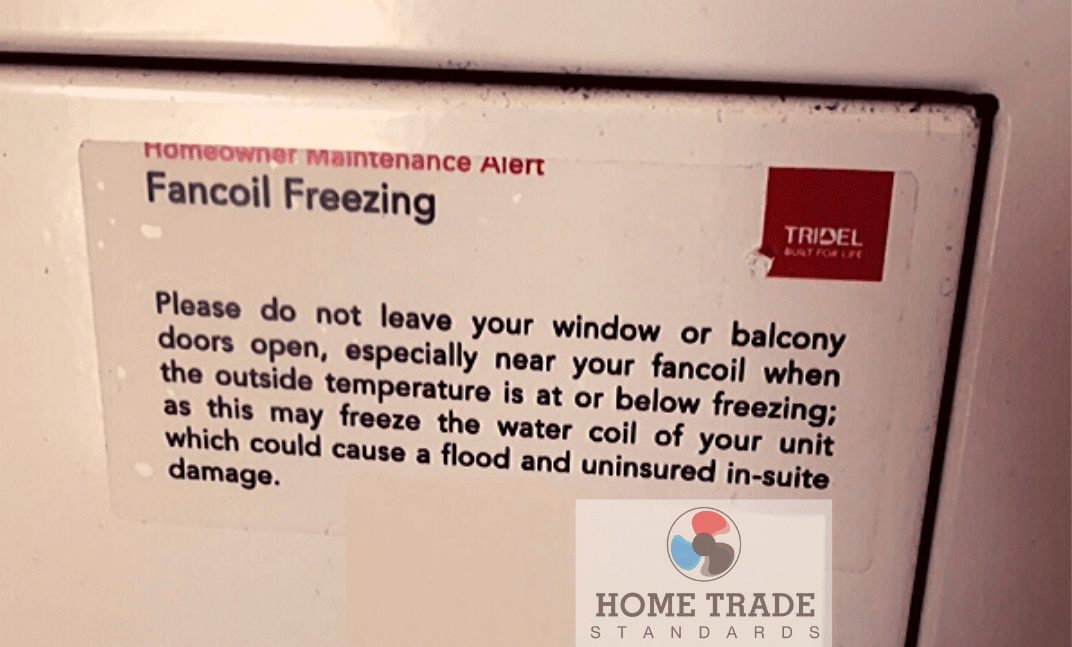 Homeowner Maintenance Alert
Fancoil Freezing
TRIDEL
BUILT FOR LIFE
Please do not leave your window or balcony
doors open, especially near your fancoil when
the outside temperature is at or below freezing;
as this may freeze the water coil of your unit
which could cause a flood and uninsured in-suite
damage.
HOME TRADE
STANDARDS